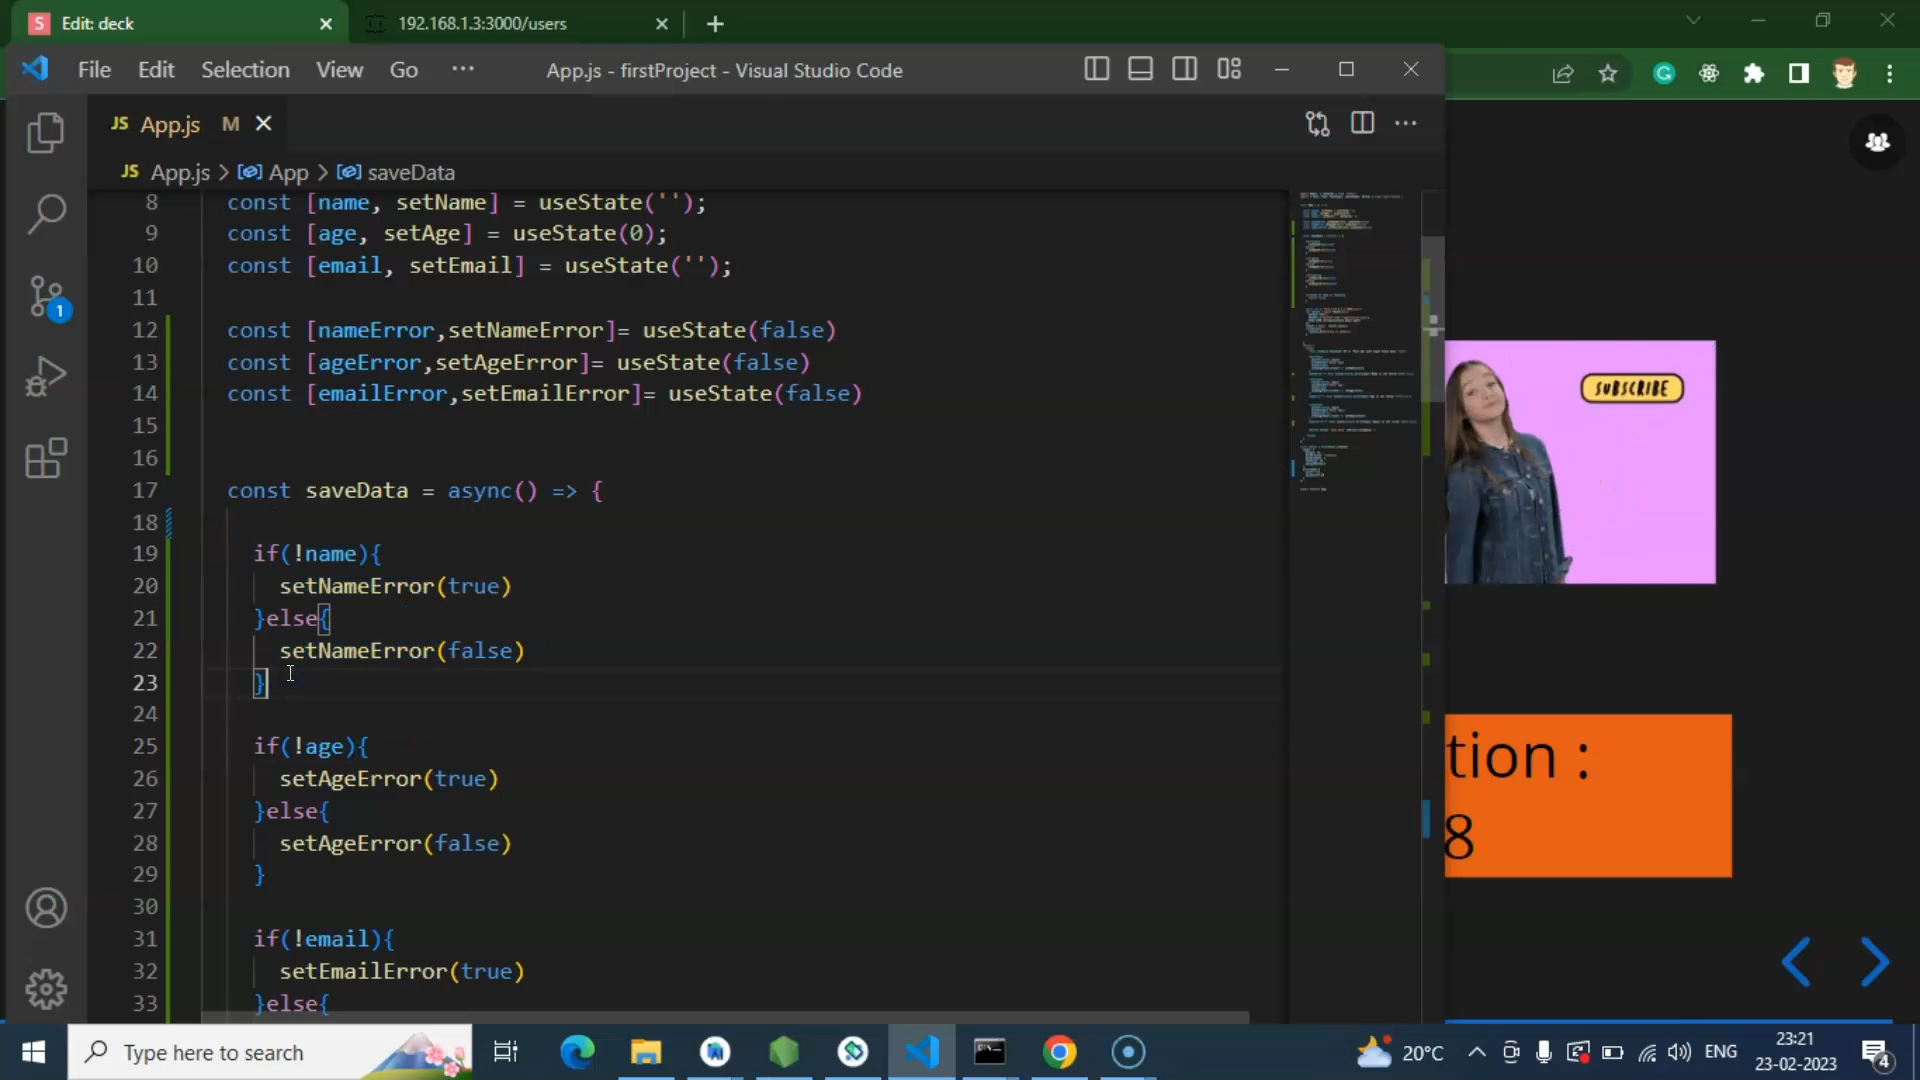 S Edit: deck
192.168.1.3:3000/users
File Edit Selection View Go ··· App.js - firstProject - Visual Studio Code
JS App.js M
JS App.js > App > saveData
8 const [name, setName] = useState('');
9 const [age, setAge] = useState(0);
10 const [email, setEmail] = useState('');
11
12 const [nameError,setNameError]= useState(false)
13 const [ageError,setAgeError]= useState(false)
14 const [emailError,setEmailError]= useState(false)
15
16
17 const saveData = async() => {
18
19 if(!name){
20 setNameError(true)
21 }else{
22 setNameError(false)
23 }
24
25 if(!age){
26 setAgeError(true)
27 }else{
28 setAgeError(false)
29 }
30
31 if(!email){
32 setEmailError(true)
33 }else{
1
SUBSCRIBE
tion :
8
Type here to search
20°C
ENG
23:21
23-02-2023
4